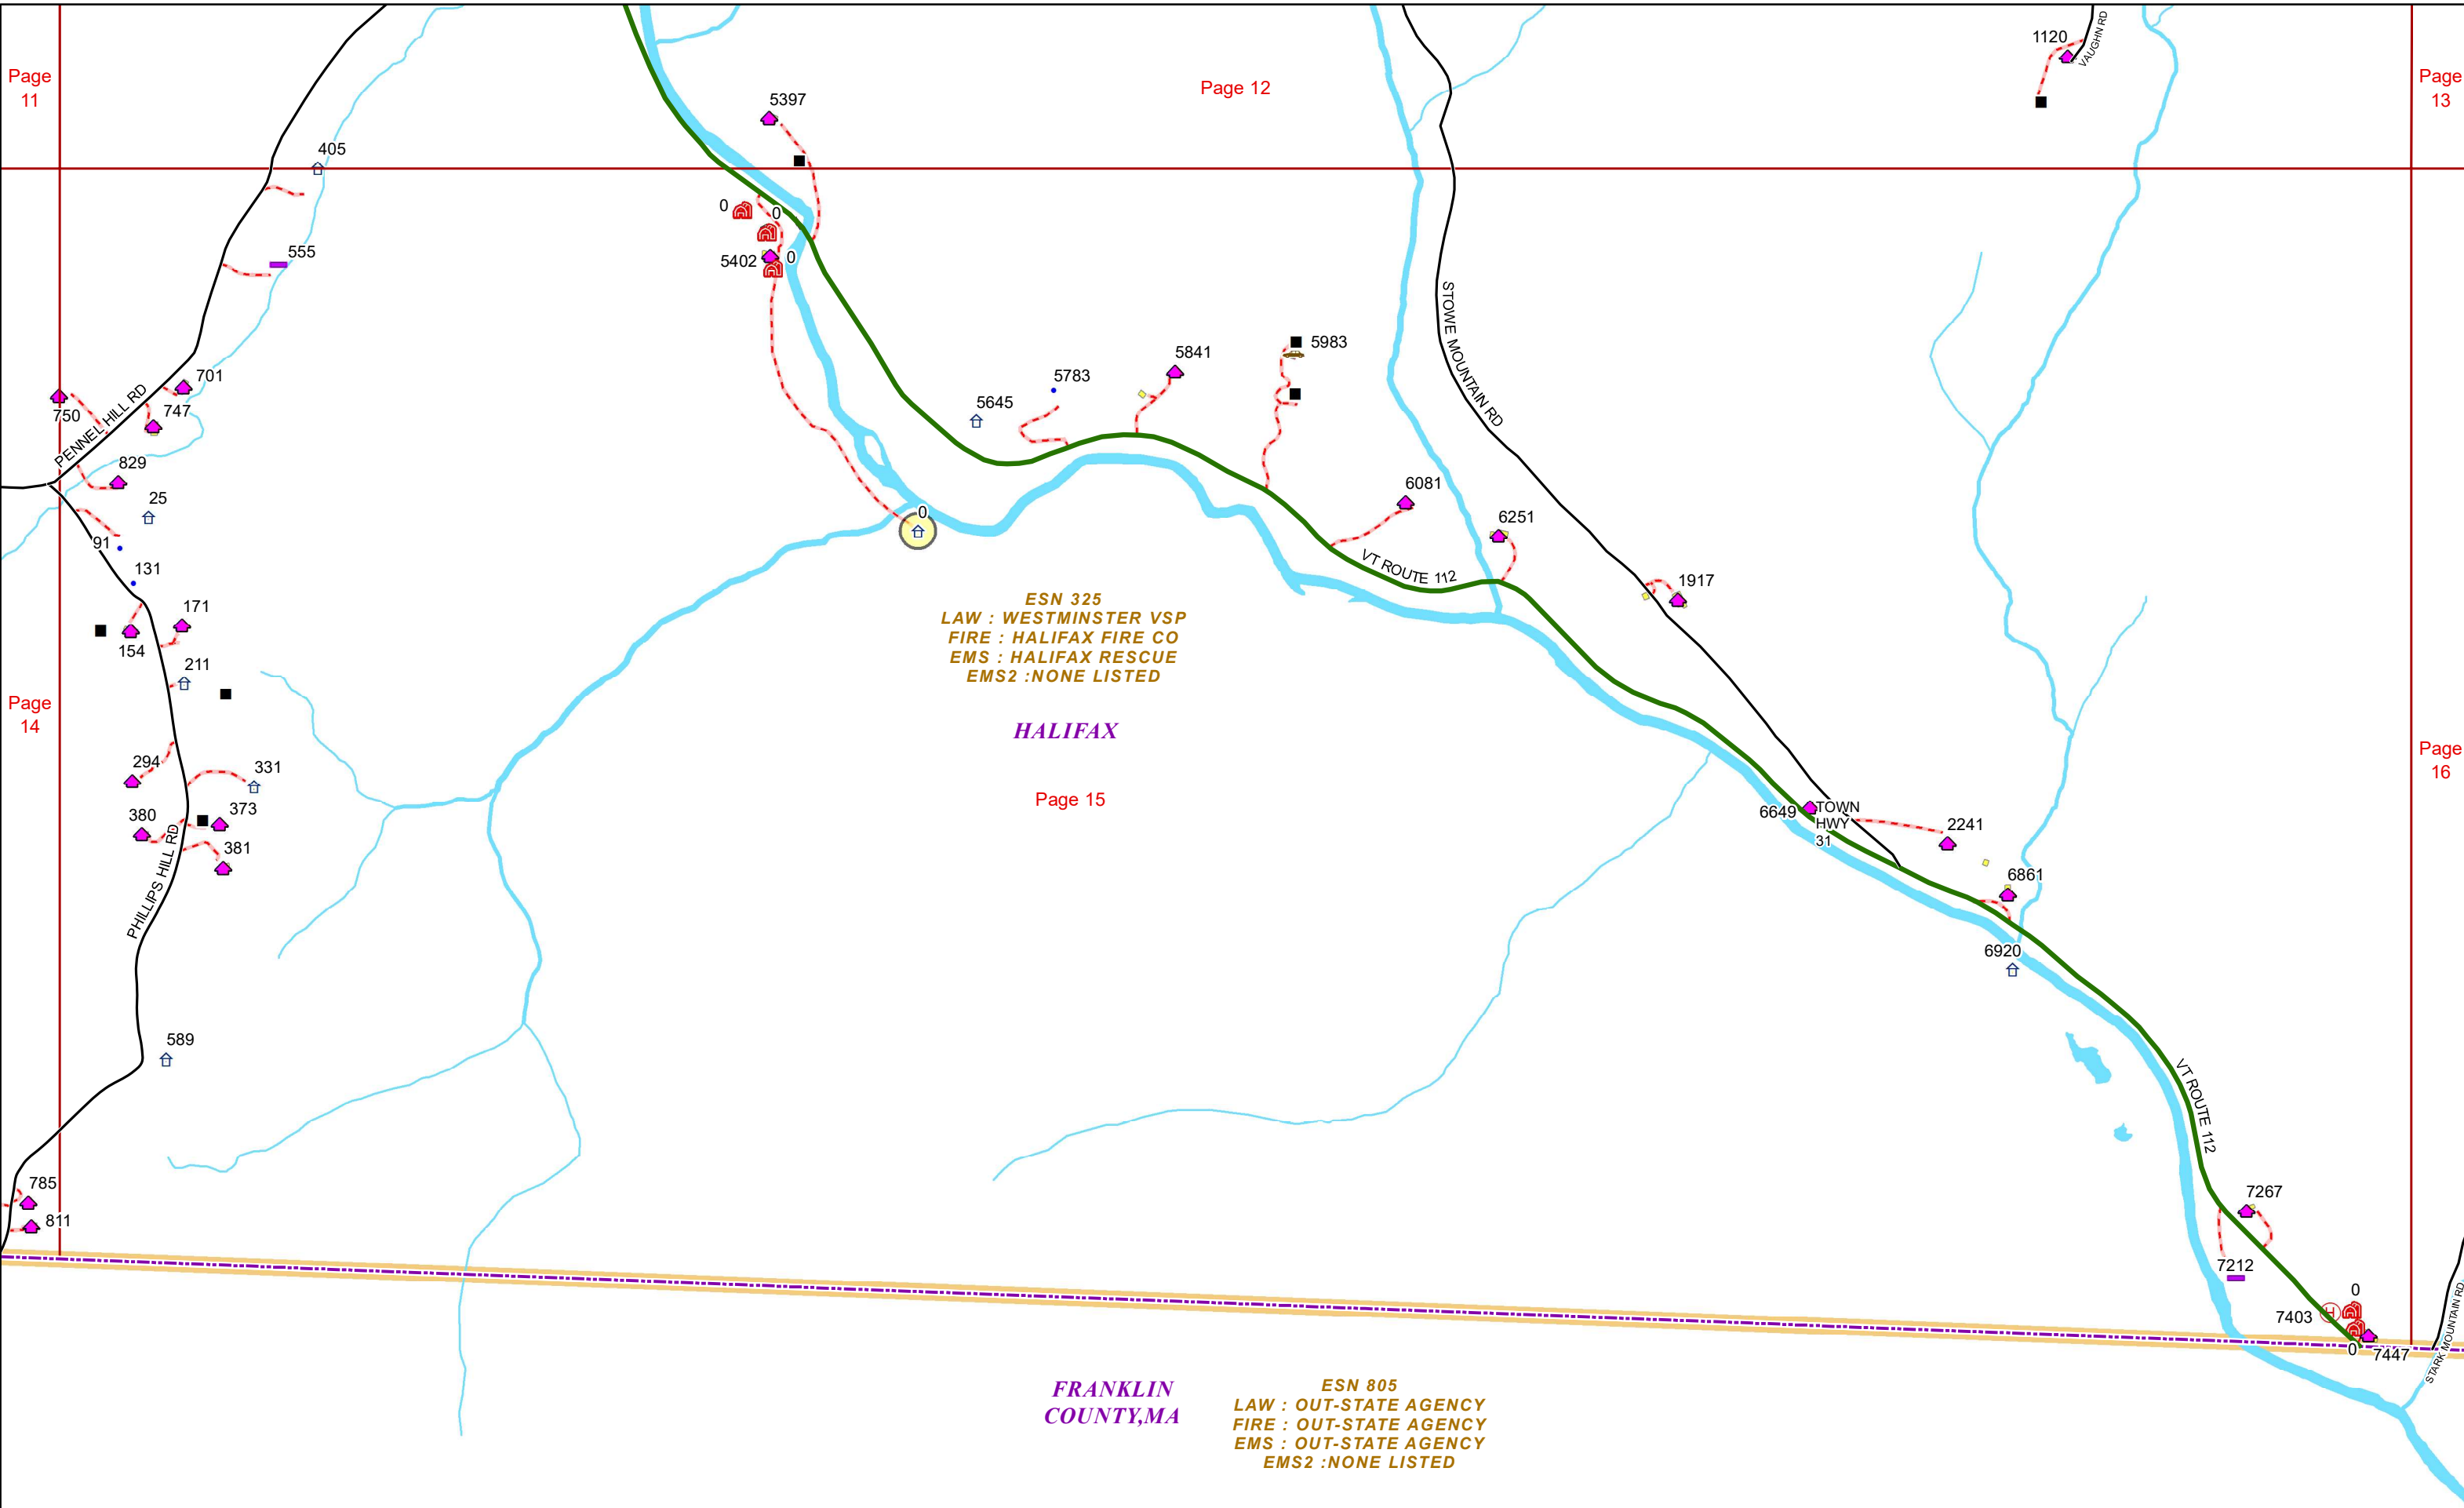 1120
VAUGHN RD
Page
11
Page 12
Page
13
5397
405
0
0
555
5402
0
STOWE MOUNTAIN RD
5983
5841
701
5783
5645
750
747
PENNEL HILL RD
829
25
6081
0
6251
91
VT ROUTE 112
131
1917
171
154
211
ESN 325
LAW : WESTMINSTER VSP
FIRE : HALIFAX FIRE CO
EMS : HALIFAX RESCUE
EMS2 :NONE LISTED
Page
14
HALIFAX
Page
16
294
331
Page 15
380
373
6649
TOWN
HWY
31
2241
381
PHILLIPS HILL RD
6861
6920
589
VT ROUTE 112
785
811
7267
7212
0
H
7403
0
7447
STARK MOUNTAIN RD
FRANKLIN
COUNTY,MA
ESN 805
LAW : OUT-STATE AGENCY
FIRE : OUT-STATE AGENCY
EMS : OUT-STATE AGENCY
EMS2 :NONE LISTED